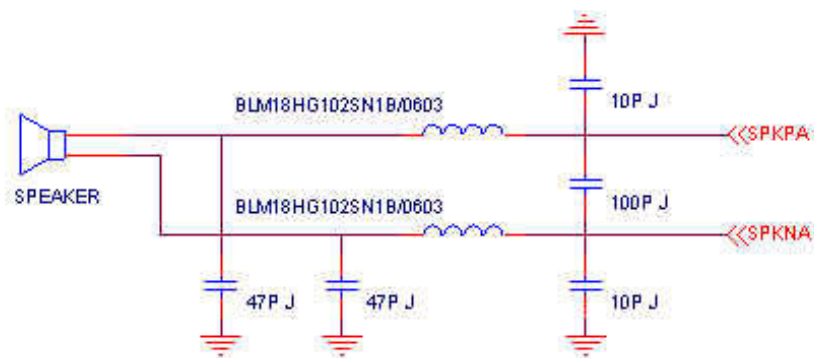 10P J
BLM18HG102SN1B/0603
SPKPA
SPEAKER
BLM18HG102SN1B/0603
100P J
SPKNA
47P J
47P J
10P J